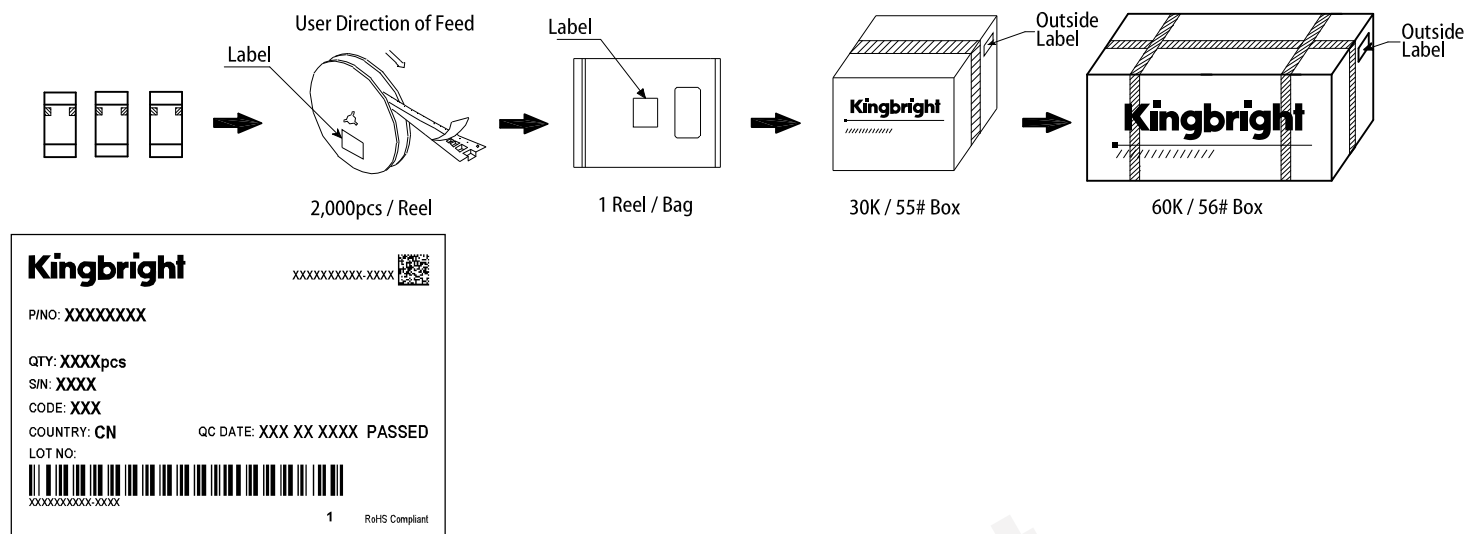 User Direction of Feed
Label
Label
Outside
Label
Outside
Label
Kingbright
Kingbright
2,000pcs / Reel
1 Reel / Bag
30K / 55# Box
60K / 56# Box
Kingbright
XXXXXXXXXX-XXXX
P/NO: XXXXXXXX
QTY: XXXXpcs
S/N: XXXX
CODE: XXX
COUNTRY: CN QC DATE: XXX XX XXXX PASSED
LOT NO:
XXXXXXXXXX-XXXX
1 RoHS Compliant